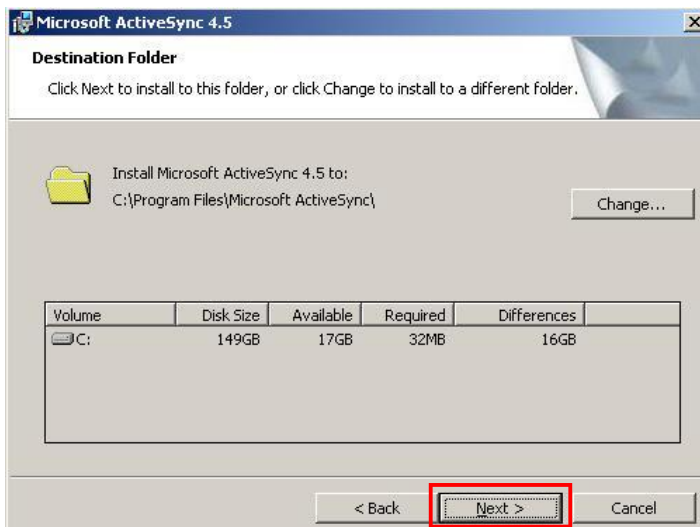 Microsoft ActiveSync 4.5
Destination Folder
Click Next to install to this folder, or click Change to install to a different folder.
Install Microsoft ActiveSync 4.5 to:
C:\Program Files\Microsoft ActiveSync\
Change...
Volume Disk Size Available Required Differences
C: 149GB 17GB 32MB 16GB
< Back Next > Cancel